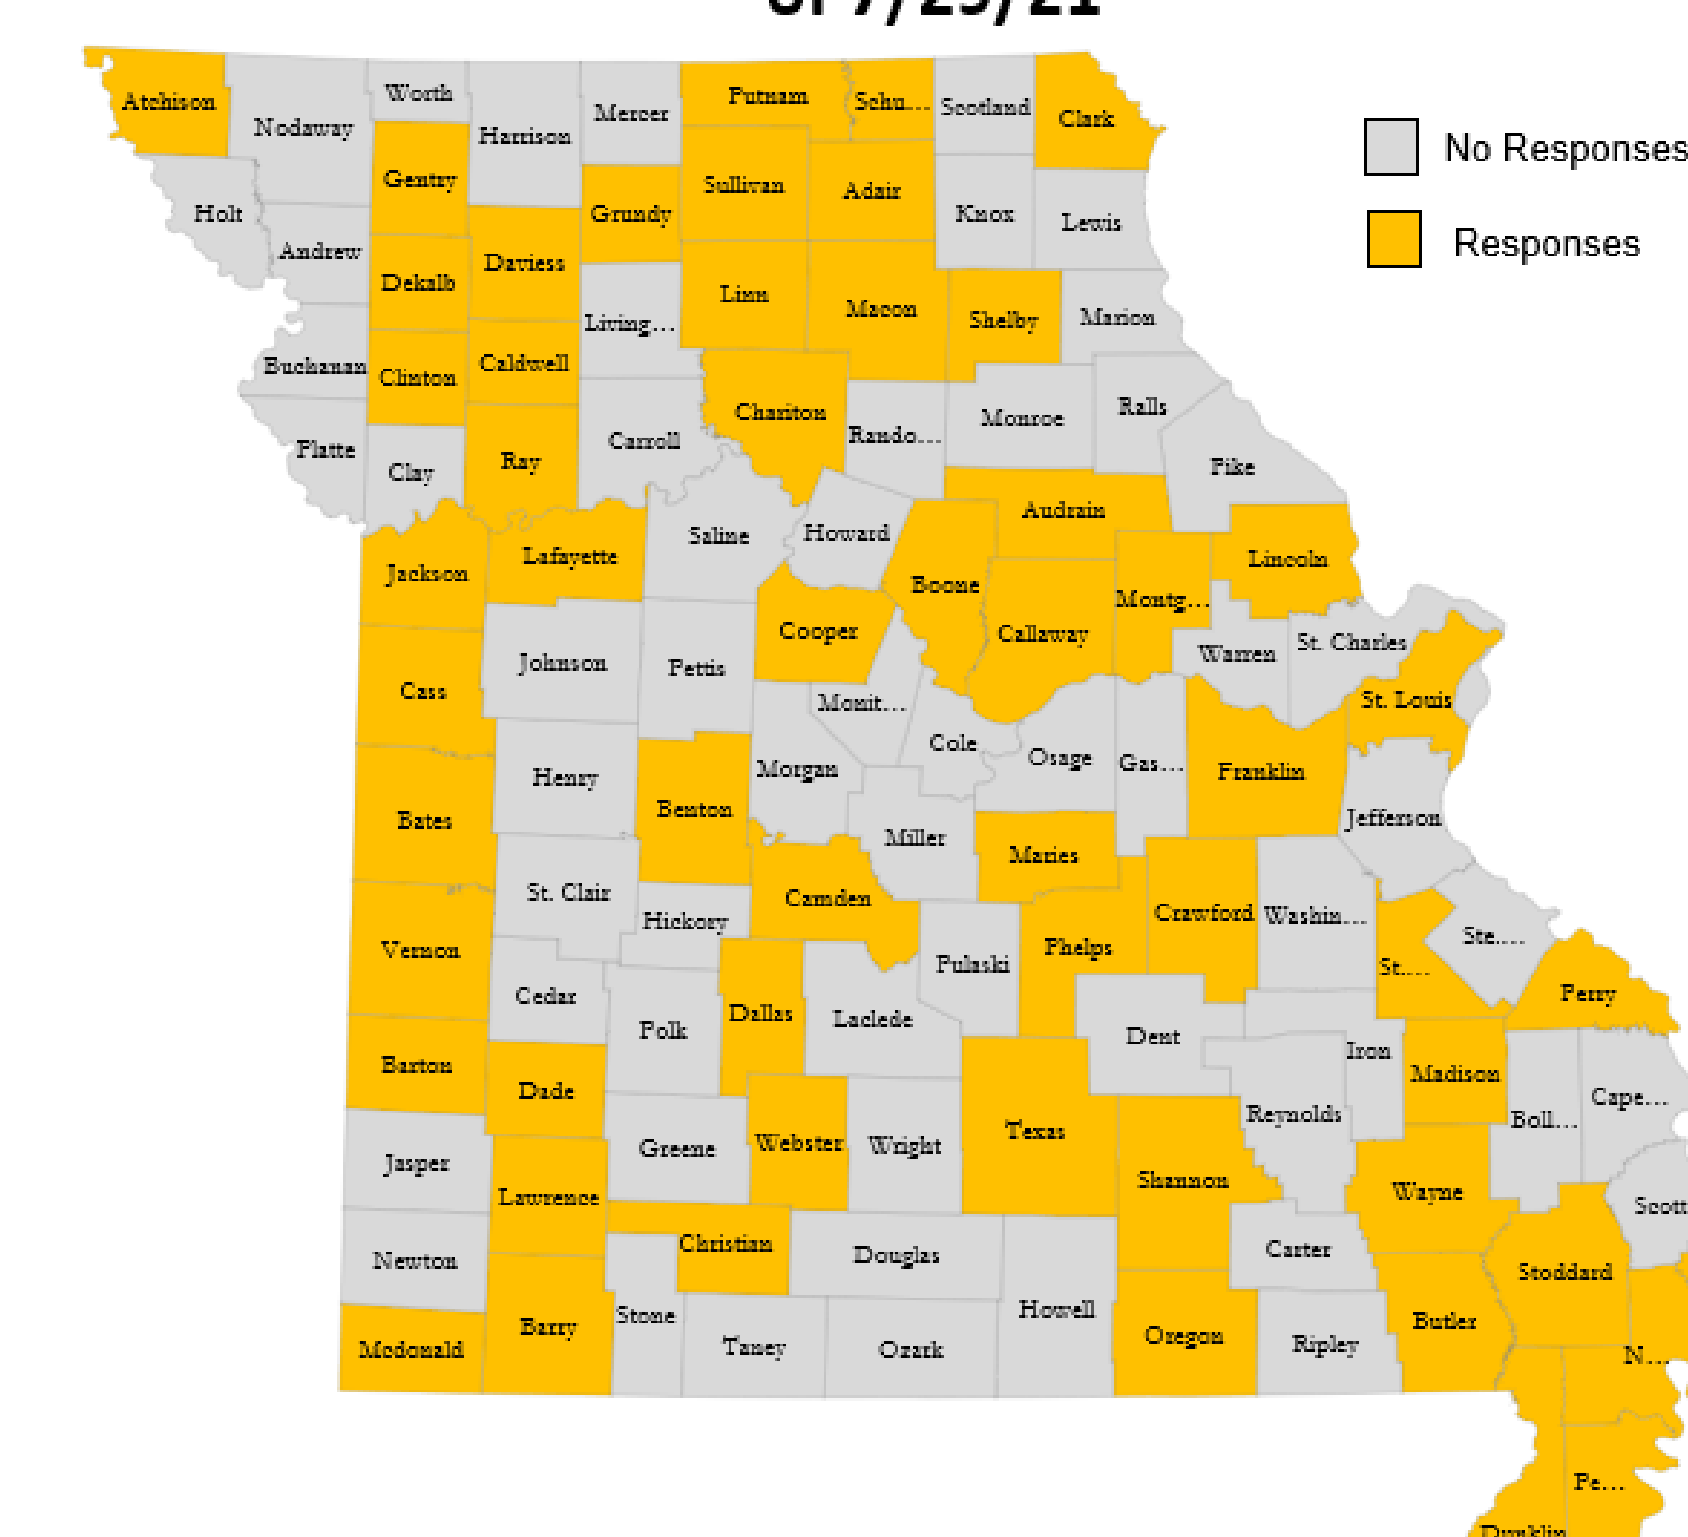 of 7/29/21
No Responses
Responses
Atchison
Nodaway
Worth
Harrison
Mercer
Putnam
Schu....
Scotland
Clark
Gentry
Holt
Andrew
Grundy
Sullivan
Adair
Knox
Lewis
Dekalb
Daviess
Living...
Linn
Macon
Shelby
Marion
Buchanan
Clinton
Caldwell
Chariton
Rando...
Monroe
Ralls
Pike
Platte
Clay
Ray
Carroll
Saline
Howard
Audrain
Jackson
Lafayette
Boone
Callaway
Montg...
Lincoln
Cooper
Warren
St. Charles
St. Louis
Cass
Johnson
Pettis
Monit...
Cole
Osage
Gas...
Franklin
Jefferson
Bates
Henry
Benton
Morgan
Miller
Maries
Vernon
St. Clair
Hickory
Camden
Pulaski
Phelps
Crawford
Washin...
St.....
Ste.....
Perry
Cedar
Polk
Dallas
Laclede
Dent
Iron
Madison
Boll...
Cape...
Barton
Dade
Greene
Webster
Wright
Texas
Reynolds
Shannon
Wayne
Scott
Jasper
Lawrence
Christian
Douglas
Carter
Stoddard
Newton
Stone
Howell
Butler
Mcdonald
Barry
Taney
Ozark
Oregon
Ripley
N....
Pe...
Dunklin